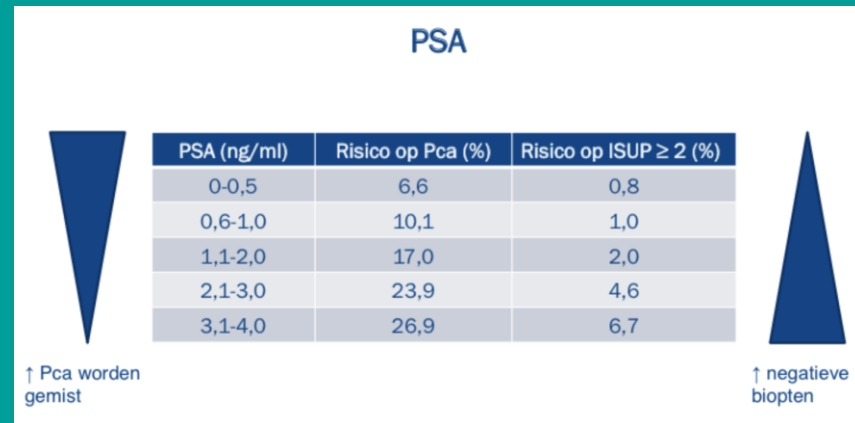 PSA
PSA (ng/ml) Risico op Pca (%) Risico op ISUP ≥ 2 (%)
0-0,5 6,6 0,8
0,6-1,0 10,1 1,0
1,1-2,0 17,0 2,0
2,1-3,0 23,9 4,6
3,1-4,0 26,9 6,7
↑ Pca worden
gemist
↑ negatieve
biopten